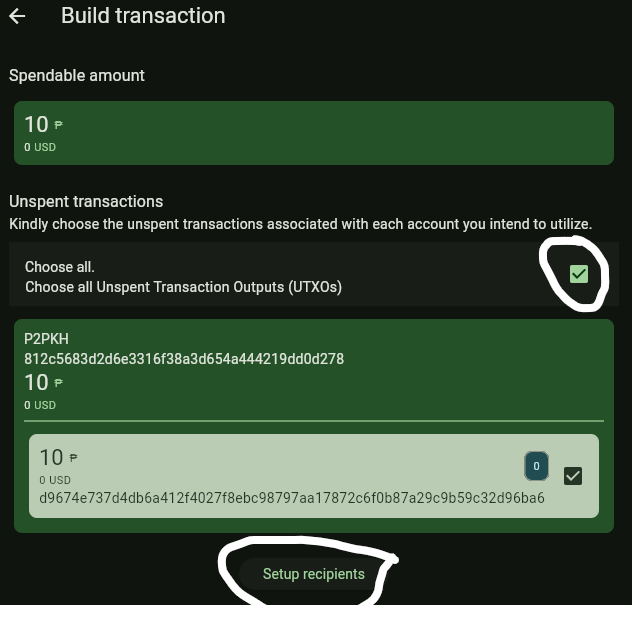 Build transaction
Spendable amount
10 ₱
0 USD
Unspent transactions
Kindly choose the unspent transactions associated with each account you intend to utilize.
Choose all.
Choose all Unspent Transaction Outputs (UTXOs)
P2PKH
812c5683d2d6e3316f38a3d654a444219dd0d278
10 ₱
0 USD
10 ₱
0
0 USD
d9674e737d4db6a412f4027f8ebc98797aa17872c6f0b87a29c9b59c32d96ba6
Setup recipients